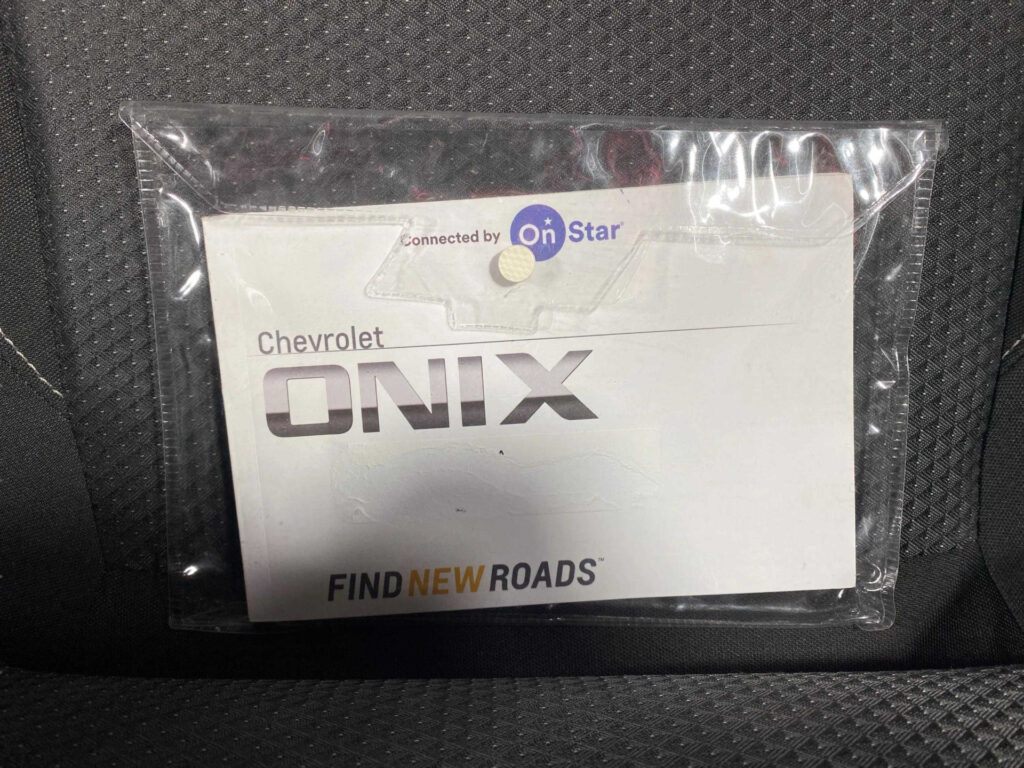 Connected by OnStar®
Chevrolet
ONIX
FIND NEW ROADS™